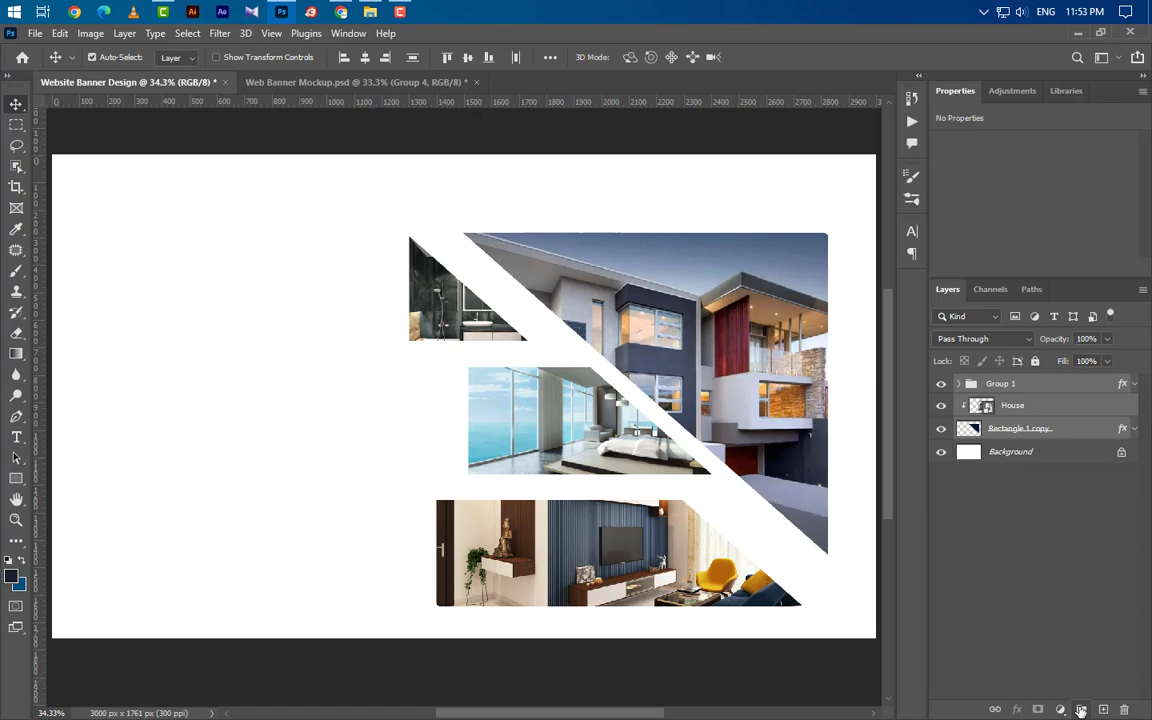 ENG 11:53 PM
Ps File Edit Image Layer Type Select Filter 3D View Plugins Window Help
Auto-Select: Layer Show Transform Controls 3D Mode:
Website Banner Design @ 34.3% (RGB/8) * × Web Banner Mockup.psd @ 33.3% (Group 4, RGB/8) * ×
Properties Adjustments Libraries
No Properties
Layers Channels Paths
Kind
Pass Through Opacity: 100%
Lock: Fill: 100%
Group 1 fx
House
Rectangle 1 copy... fx
Background
34.33% 3000 px x 1761 px (300 ppi)